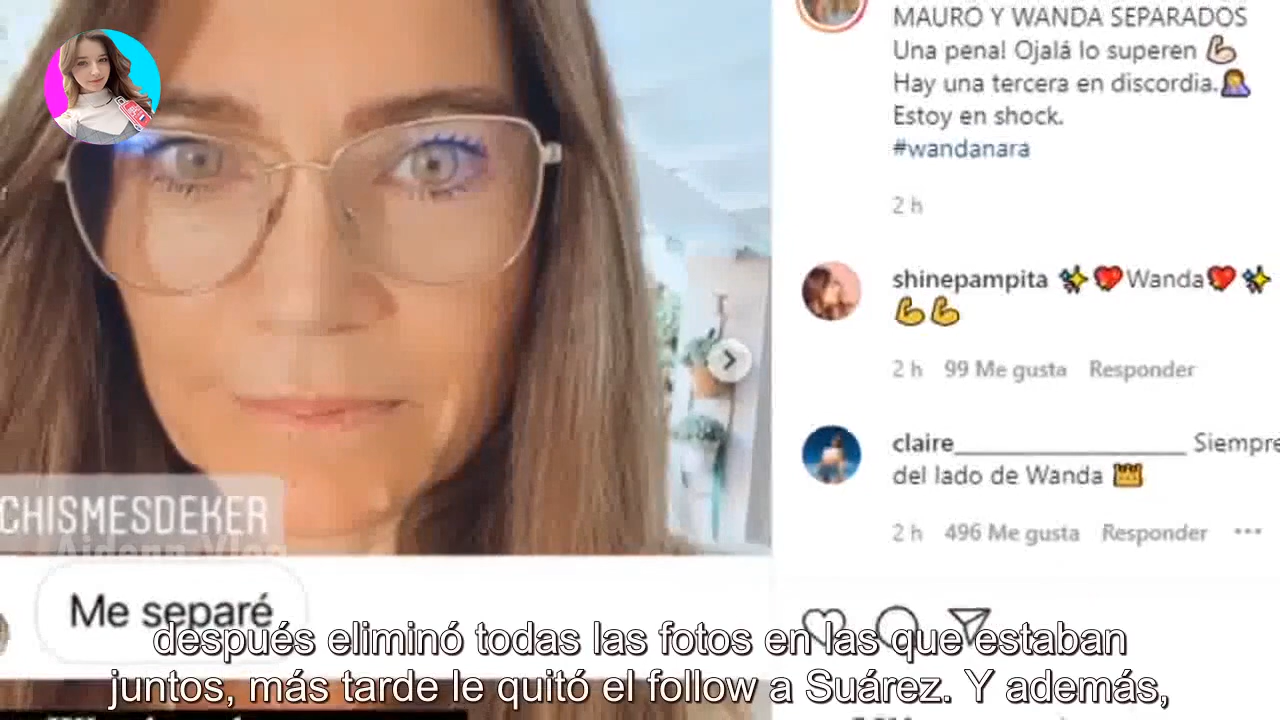 MAURO Y WANDA SEPARADOS
Una pena! Ojalá lo superen 💪🏻
Hay una tercera en discordia.🤦‍♀️
Estoy en shock.
#wandanara
2 h
shinepampita ✨💖Wanda💖✨
💪💪
2 h 99 Me gusta Responder
claire____________________ Siempre
del lado de Wanda 👑
2 h 496 Me gusta Responder ...
CHISMESDEKER
Me separé
después eliminó todas las fotos en las que estaban
juntos, más tarde le quitó el follow a Suárez. Y además,